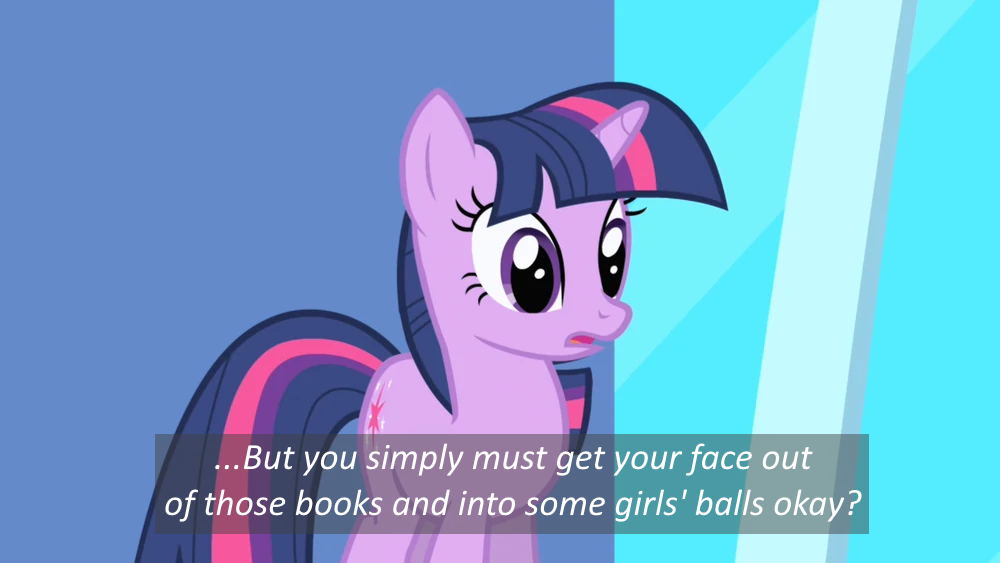 ...But you simply must get your face out
of those books and into some girls' balls okay?